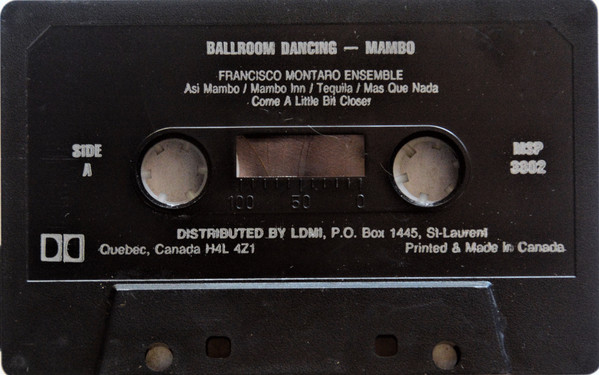 BALLROOM DANCING — MAMBO
FRANCISCO MONTARO ENSEMBLE
Asi Mambo / Mambo Inn / Tequila / Mas Que Nada
Come A Little Bit Closer
SIDE
A
MSP
3802
100 50 0
DISTRIBUTED BY LDMI, P.O. Box 1445, St-Laurent
Quebec, Canada H4L 4Z1 Printed & Made In Canada